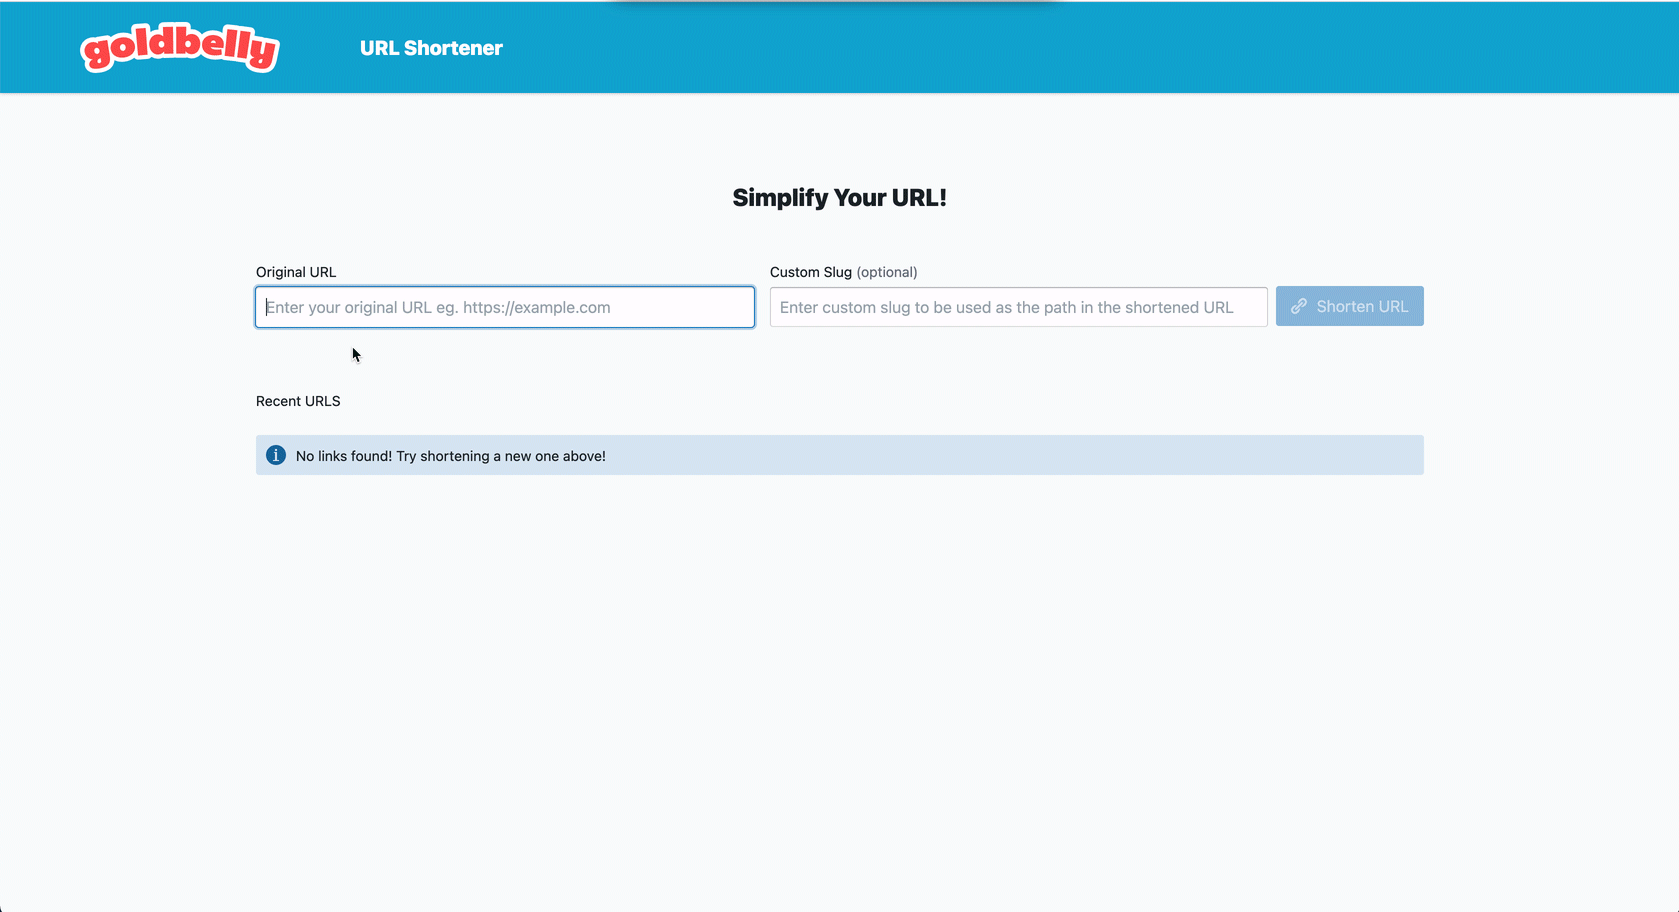 goldbelly
URL Shortener
Simplify Your URL!
Original URL
Custom Slug (optional)
Enter your original URL eg. https://example.com
Enter custom slug to be used as the path in the shortened URL
Shorten URL
Recent URLS
No links found! Try shortening a new one above!